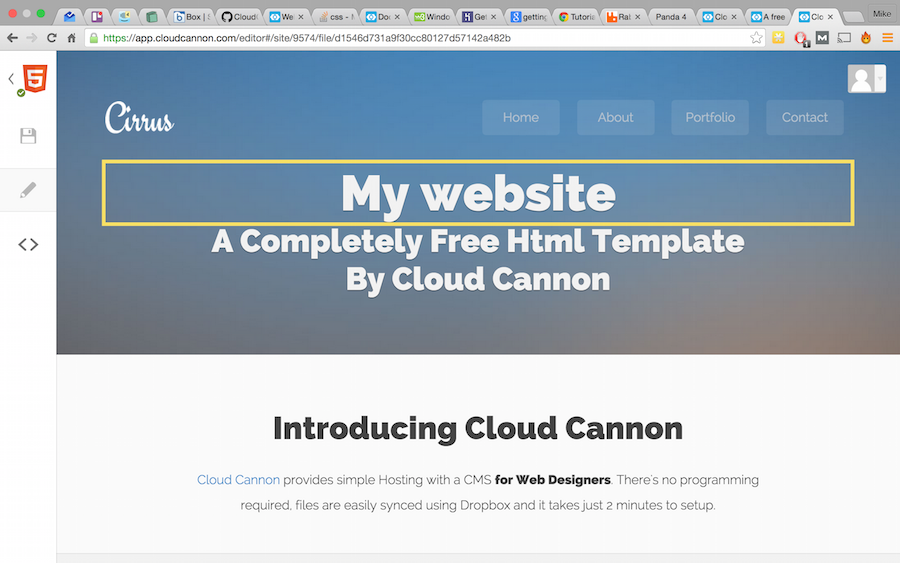 Box | S
Cloud
We
css - S
Doc
Windo
Get
getting
Tutoria
Rab
Panda 4
Clo
A free
Clo
Mike
https://app.cloudcannon.com/editor#/site/9574/file/d1546d731a9f30cc80127d57142a482b
5
Cirrus
Home About Portfolio Contact
My website
A Completely Free Html Template
By Cloud Cannon
Introducing Cloud Cannon
Cloud Cannon provides simple Hosting with a CMS for Web Designers. There's no programming
required, files are easily synced using Dropbox and it takes just 2 minutes to setup.